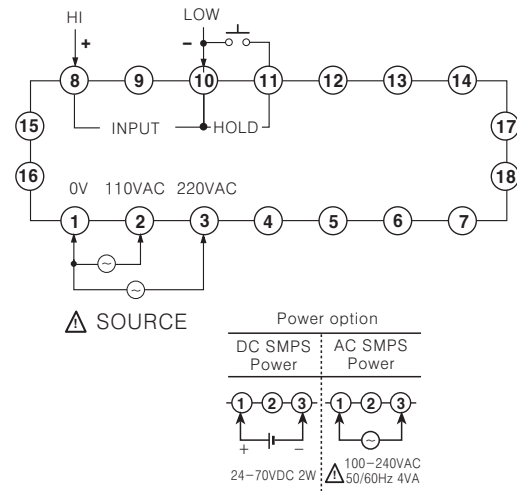 HI LOW
+ −
8 9 10 11 12 13 14
INPUT HOLD
15 17
16 18
0V 110VAC 220VAC
1 2 3 4 5 6 7
⚠ SOURCE
Power option
DC SMPS Power AC SMPS Power
1 2 3 1 2 3
+ −
24−70VDC 2W ⚠ 100−240VAC
50/60Hz 4VA